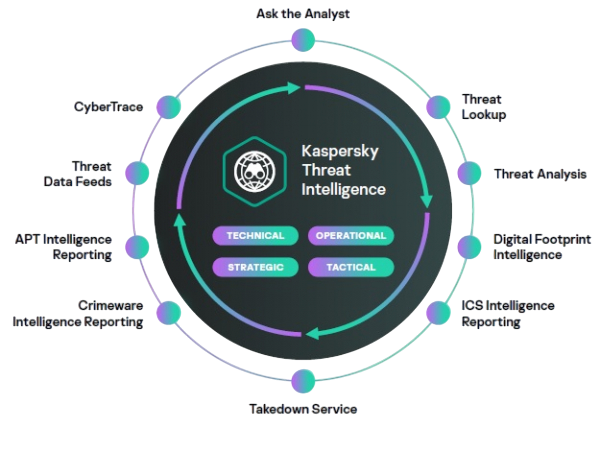 Ask the Analyst
CyberTrace
Threat
Lookup
Threat
Data Feeds
Threat Analysis
Kaspersky
Threat
Intelligence
TECHNICAL
OPERATIONAL
STRATEGIC
TACTICAL
APT Intelligence
Reporting
Digital Footprint
Intelligence
Crimeware
Intelligence Reporting
ICS Intelligence
Reporting
Takedown Service